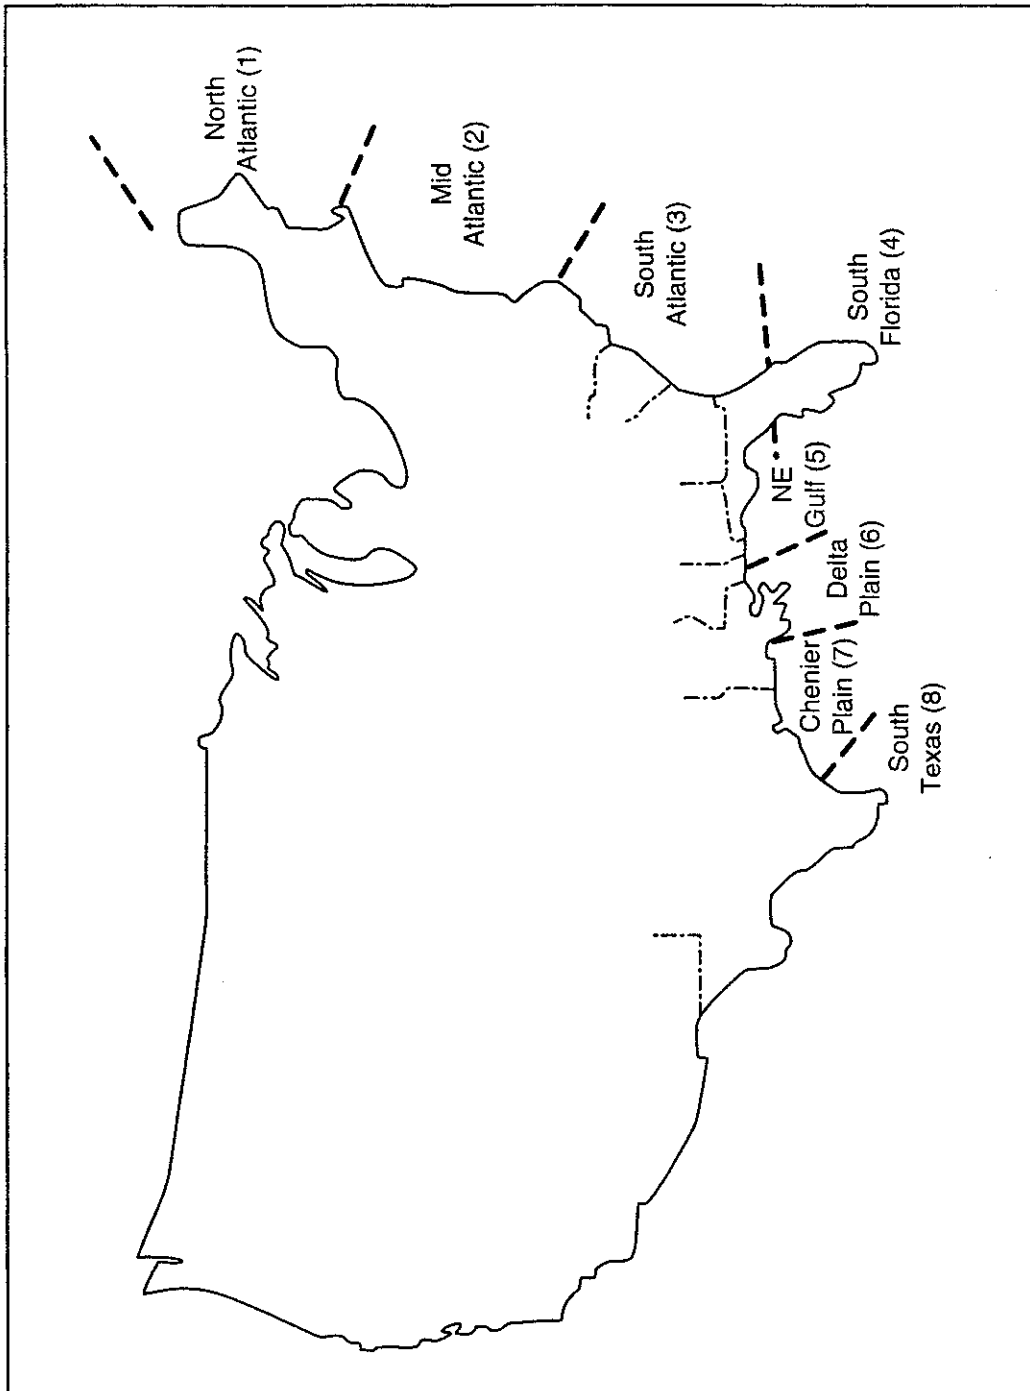 North
Atlantic (1)
Mid
Atlantic (2)
South
Atlantic (3)
South
Florida (4)
NE
Gulf (5)
Delta
Plain (6)
Chenier
Plain (7)
South
Texas (8)